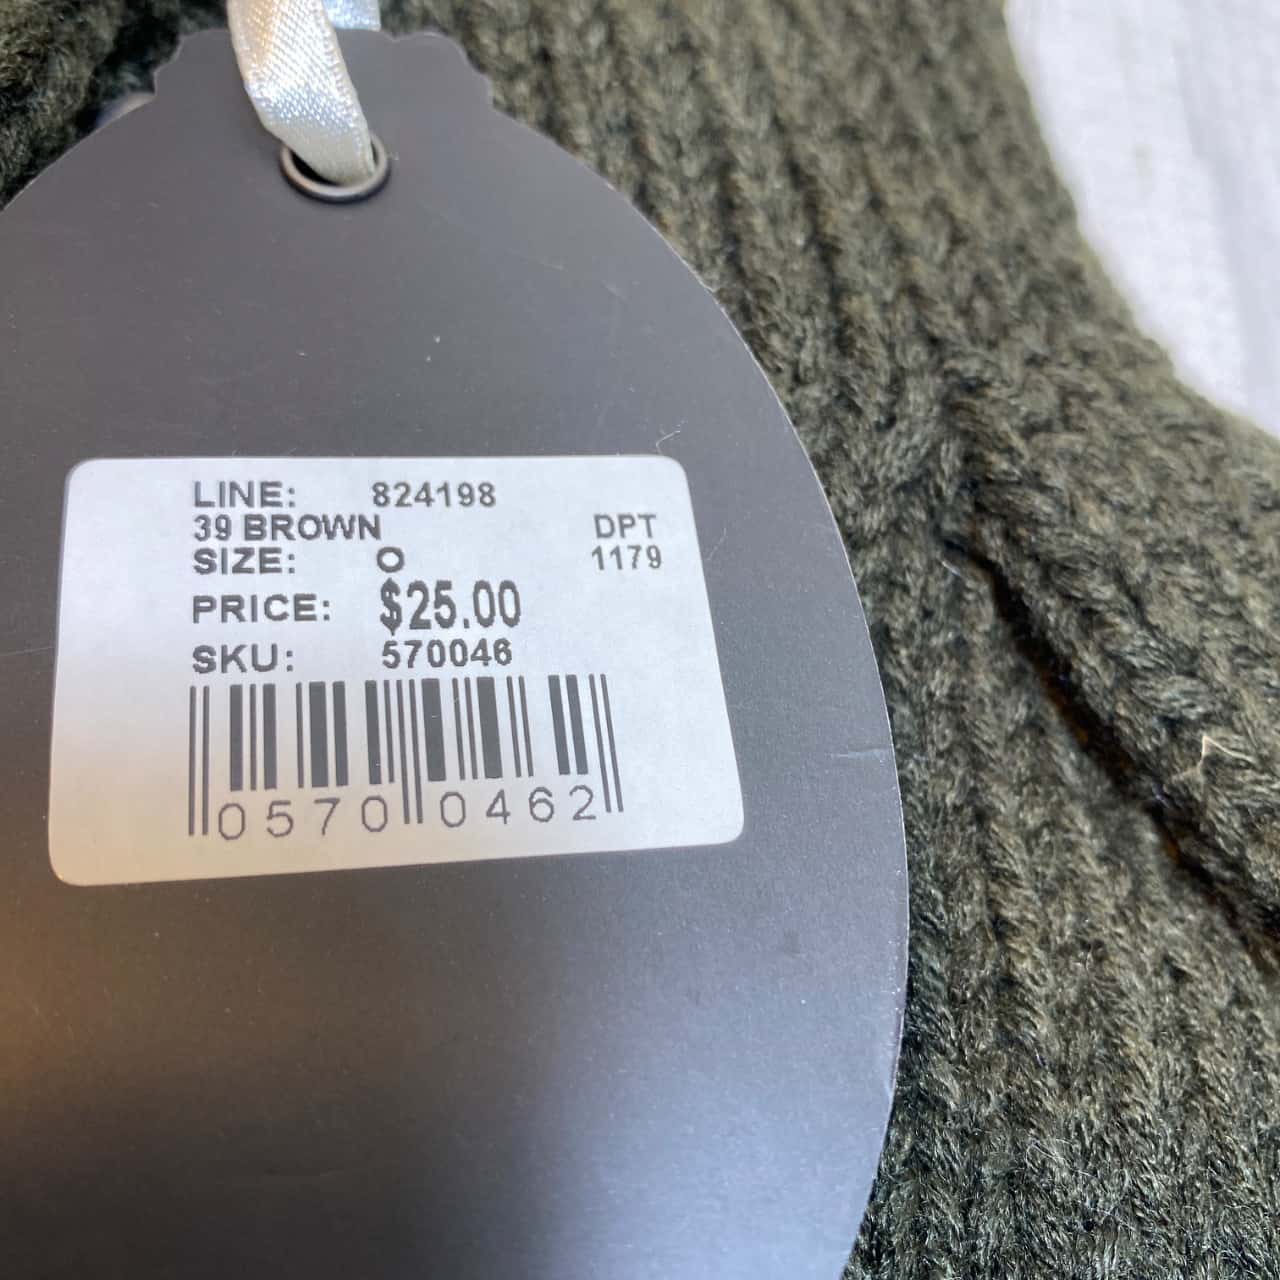 LINE: 824198
39 BROWN DPT
SIZE: O 1179
PRICE: $25.00
SKU: 570046
0570 0462